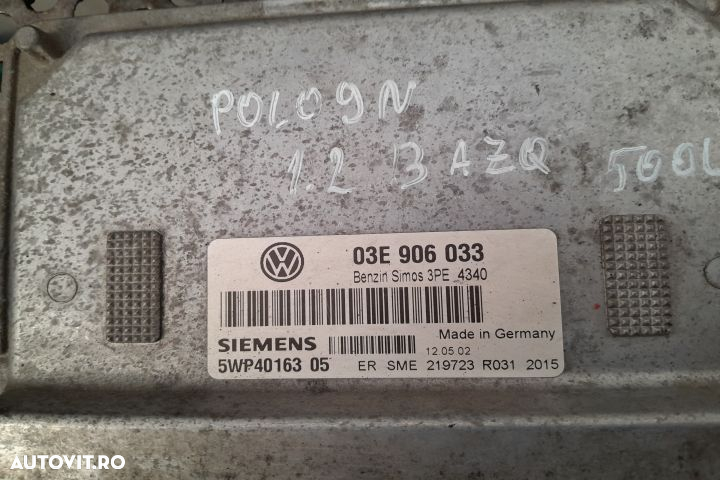 POLO 9N
1.2 B AZQ 500L
VW
03E 906 033
Benzin Simos 3PE 4340
Made in Germany
SIEMENS
12.05.02
5WP40163 05 ER SME 219723 R031 2015
AUTOVIT.RO